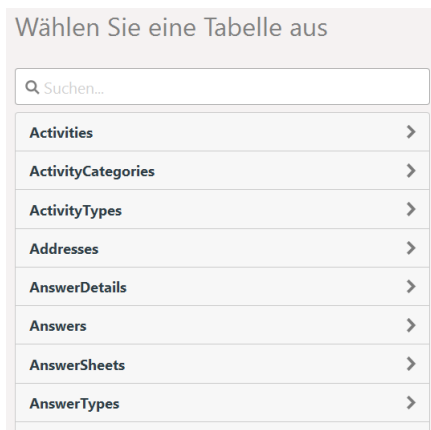 Wählen Sie eine Tabelle aus
Suchen...
Activities
ActivityCategories
ActivityTypes
Addresses
AnswerDetails
Answers
AnswerSheets
AnswerTypes